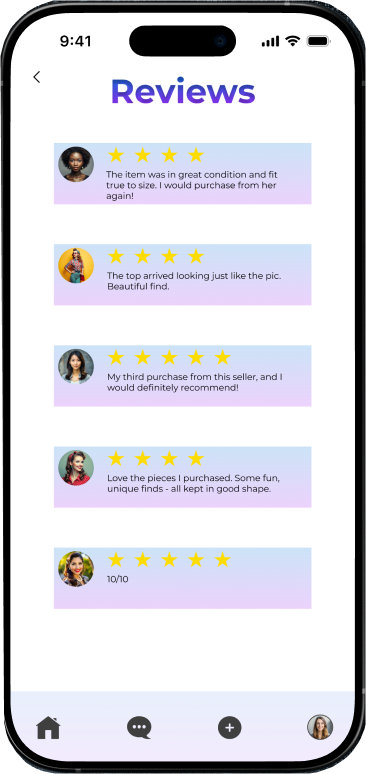 9:41
Reviews
The item was in great condition and fit
true to size. I would purchase from her
again!
The top arrived looking just like the pic.
Beautiful find.
My third purchase from this seller, and I
would definitely recommend!
Love the pieces I purchased. Some fun,
unique finds - all kept in good shape.
10/10